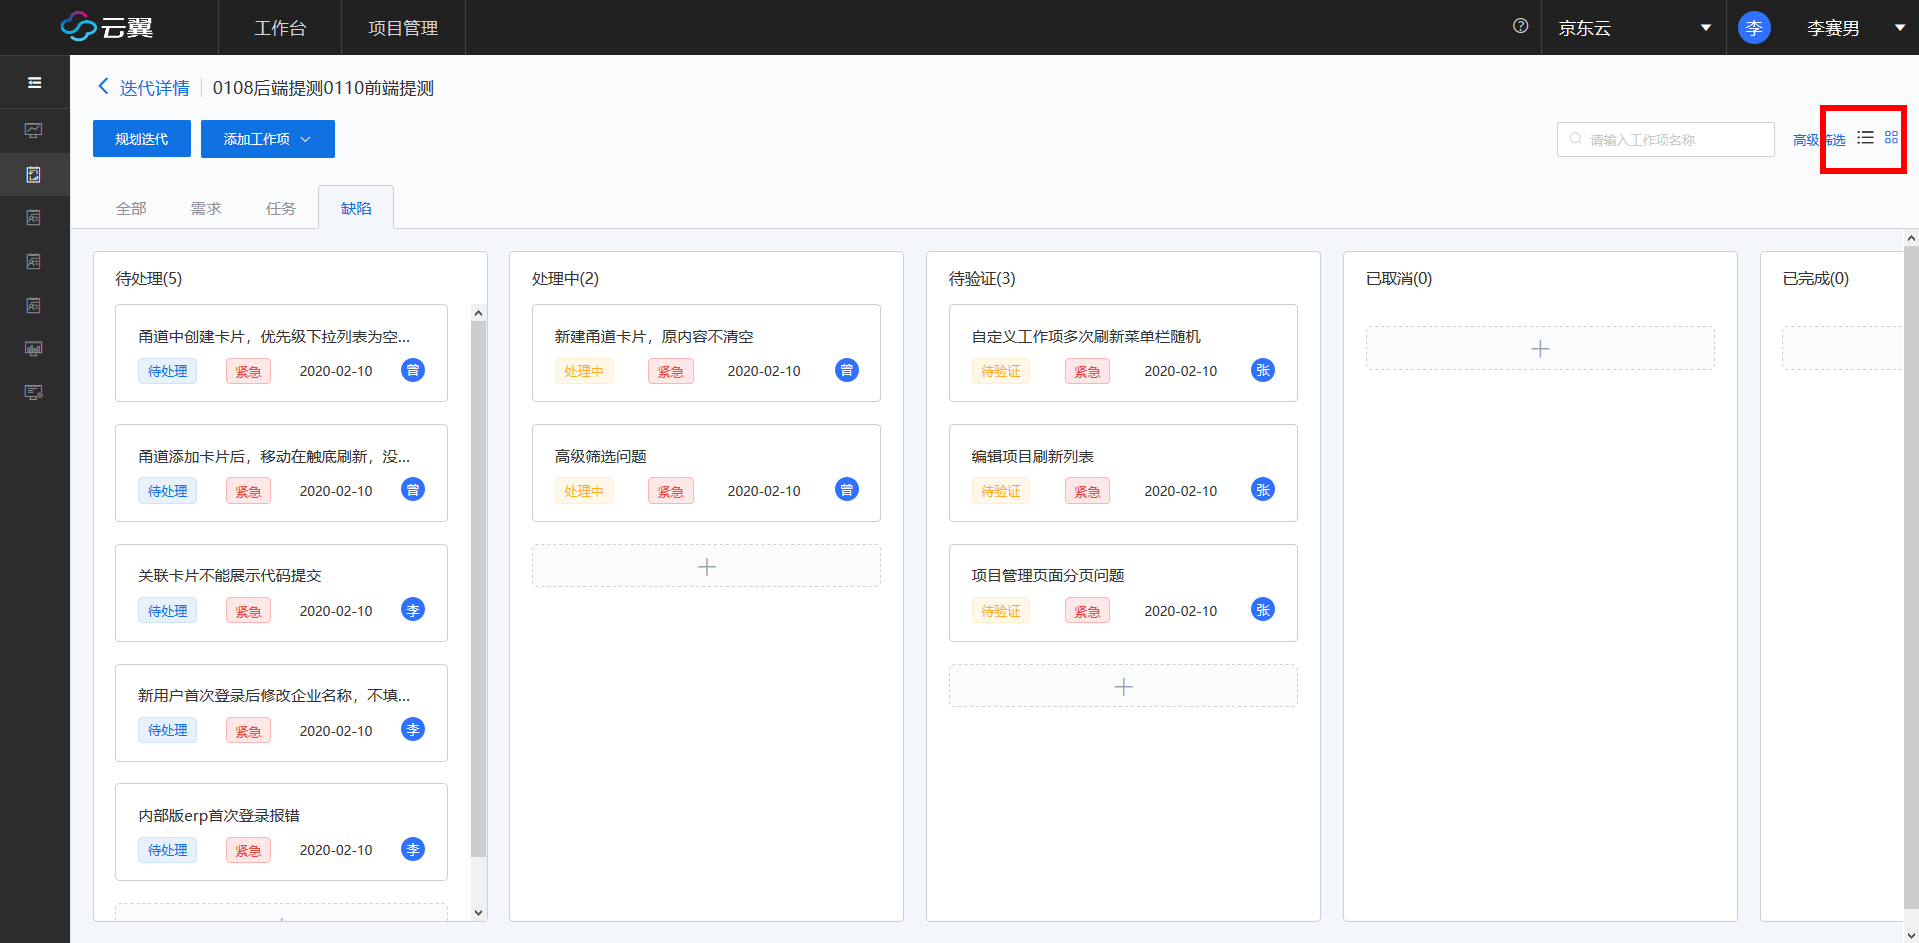 云翼
工作台
项目管理
京东云
李
李赛男
迭代详情
0108后端提测0110前端提测
规划迭代
添加工作项
请输入工作项名称
高级筛选
全部
需求
任务
缺陷
待处理(5)
甬道中创建卡片，优先级下拉列表为空...
待处理
紧急
2020-02-10
曾
甬道添加卡片后，移动在触底刷新，没...
待处理
紧急
2020-02-10
曾
关联卡片不能展示代码提交
待处理
紧急
2020-02-10
李
新用户首次登录后修改企业名称，不填...
待处理
紧急
2020-02-10
李
内部版erp首次登录报错
待处理
紧急
2020-02-10
李
处理中(2)
新建甬道卡片，原内容不清空
处理中
紧急
2020-02-10
曾
高级筛选问题
处理中
紧急
2020-02-10
曾
待验证(3)
自定义工作项多次刷新菜单栏随机
待验证
紧急
2020-02-10
张
编辑项目刷新列表
待验证
紧急
2020-02-10
张
项目管理页面分页问题
待验证
紧急
2020-02-10
张
已取消(0)
已完成(0)